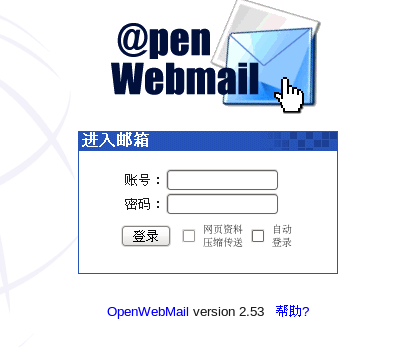 @pen
Webmail
进入邮箱
账号：
密码：
登录
网页资料
压缩传送
自动
登录
OpenWebMail version 2.53 帮助?